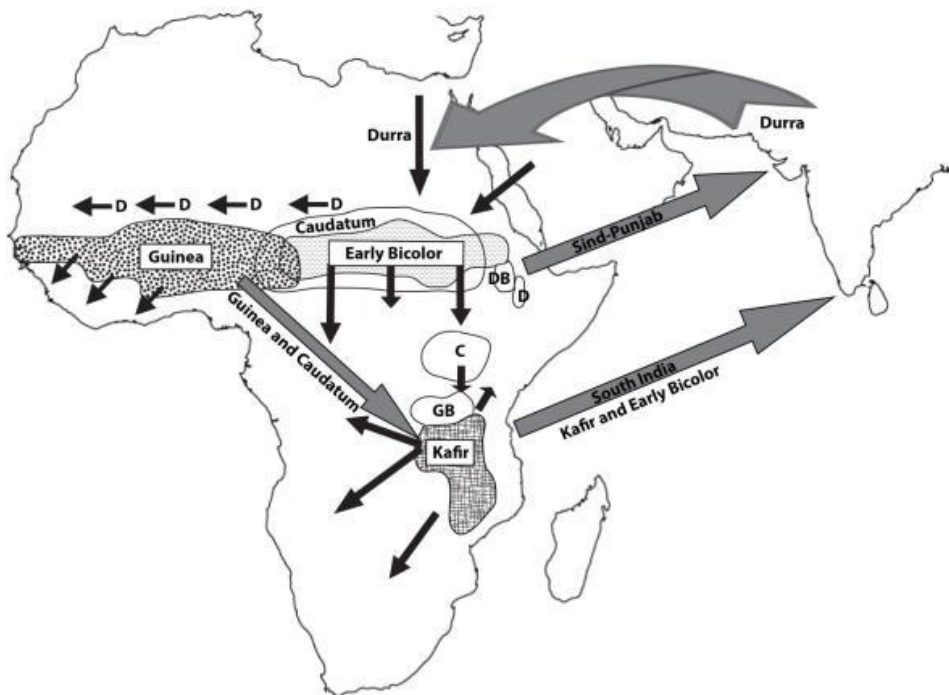 Durra
Durra
D
D
D
D
Caudatum
Guinea
Early Bicolor
Sind-Punjab
DB
D
Guinea and Caudatum
C
South India
Kafir and Early Bicolor
GB
Kafir